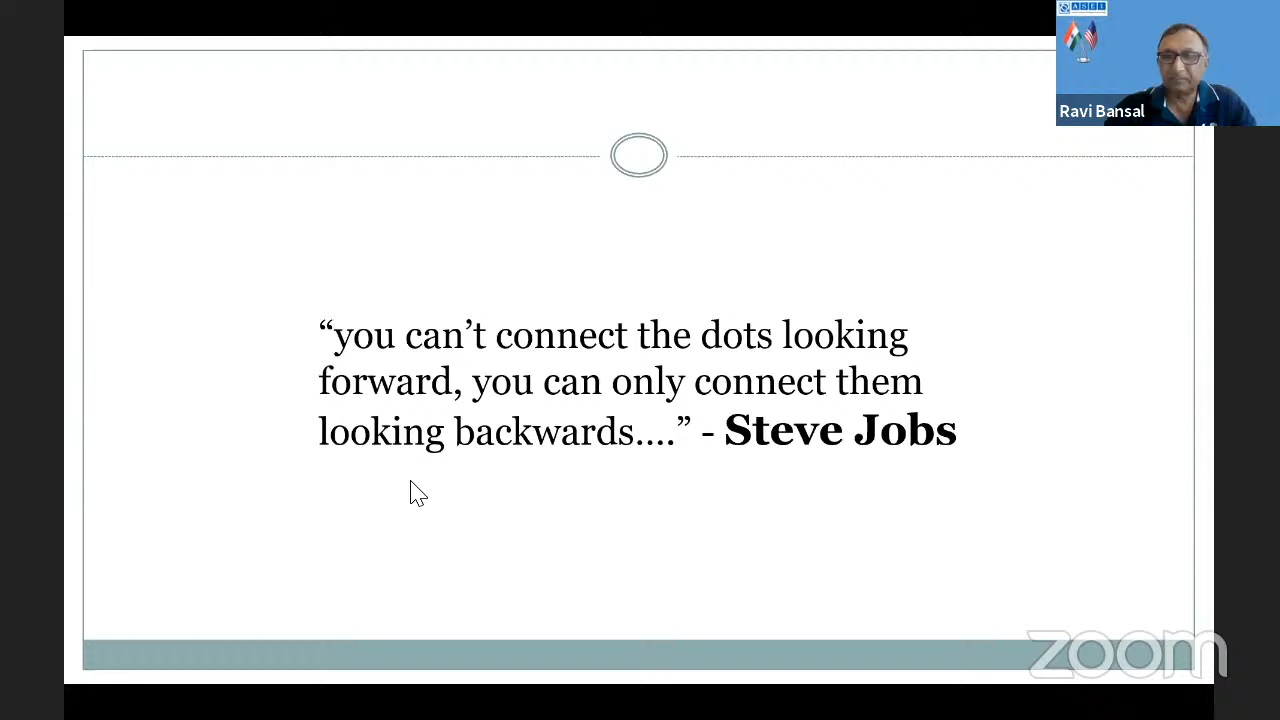 ASEI
Ravi Bansal
“you can’t connect the dots looking
forward, you can only connect them
looking backwards....” - Steve Jobs
zoom